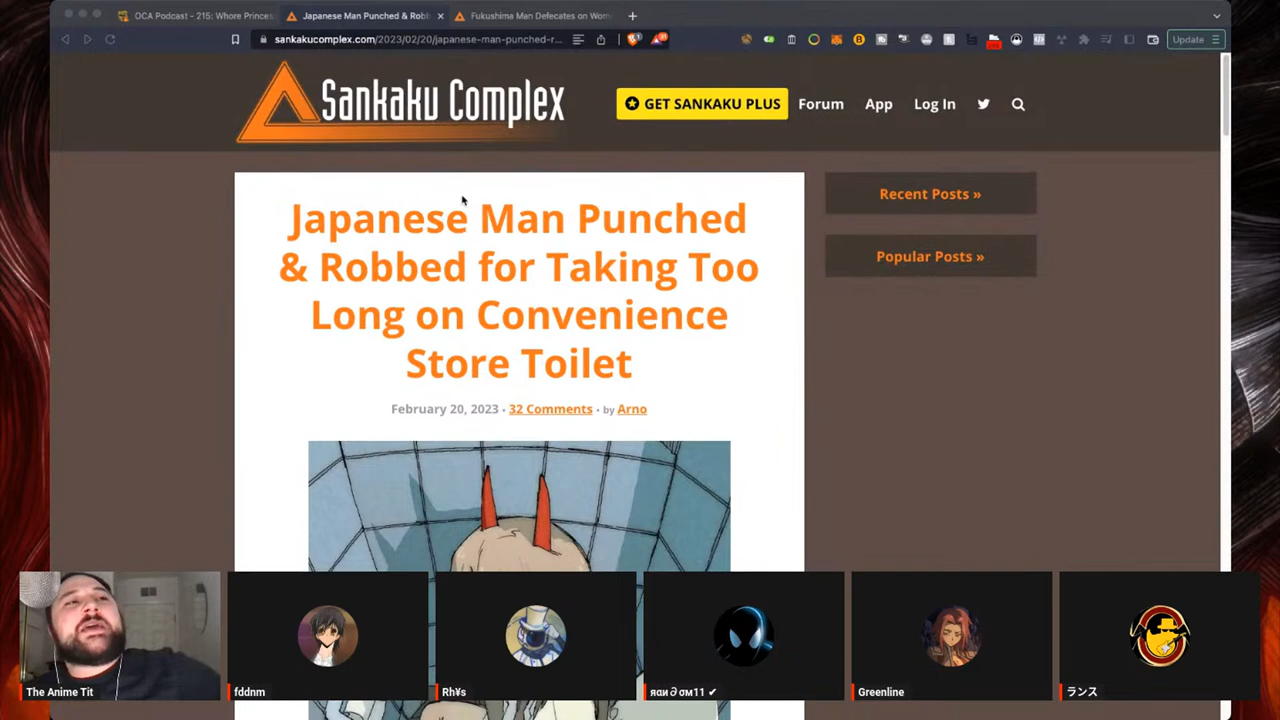 OCA Podcast - 215: Whore Princes
Japanese Man Punched & Robb
Fukushima Man Defecates on Wom
sankakucomplex.com/2023/02/20/japanese-man-punched-r...
Update
Sankaku Complex
GET SANKAKU PLUS
Forum
App
Log In
Japanese Man Punched
& Robbed for Taking Too
Long on Convenience
Store Toilet
February 20, 2023 · 32 Comments · by Arno
Recent Posts »
Popular Posts »
The Anime Tit
fddnm
Rh¥s
яαи∂σм11 ✔
Greenline
ランス